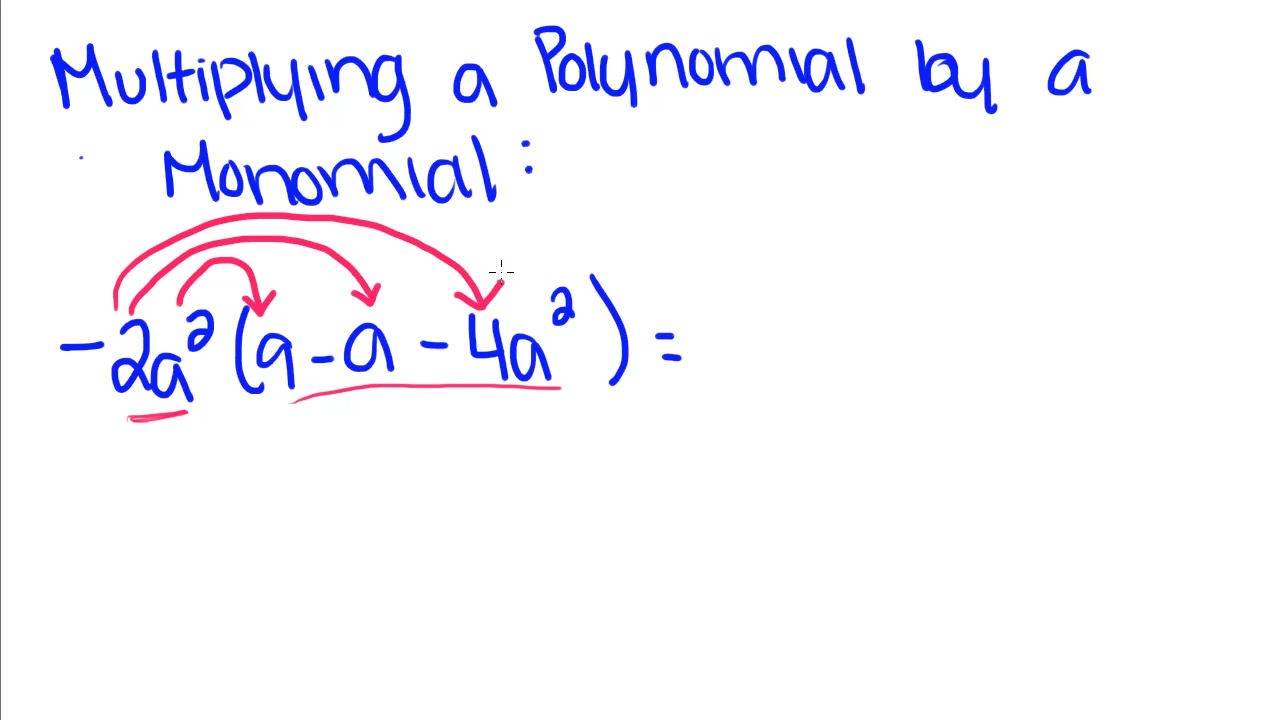 Multiplying a Polynomial by a
Monomial:
-2a² (9 - a - 4a²) =